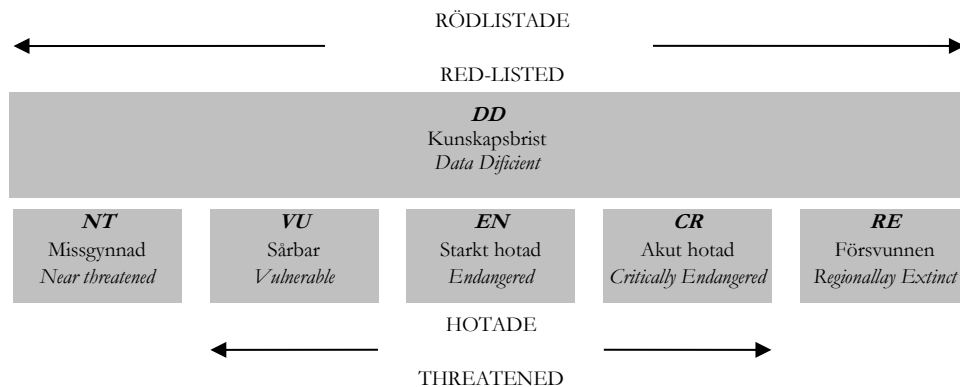 RÖDLISTADE
RED-LISTED
DD
Kunskapsbrist
Data Dificient
NT
Missgynnad
Near threatened
VU
Sårbar
Vulnerable
EN
Starkt hotad
Endangered
CR
Akut hotad
Critically Endangered
RE
Försvunnen
Regionallay Extinct
HOTADE
THREATENED